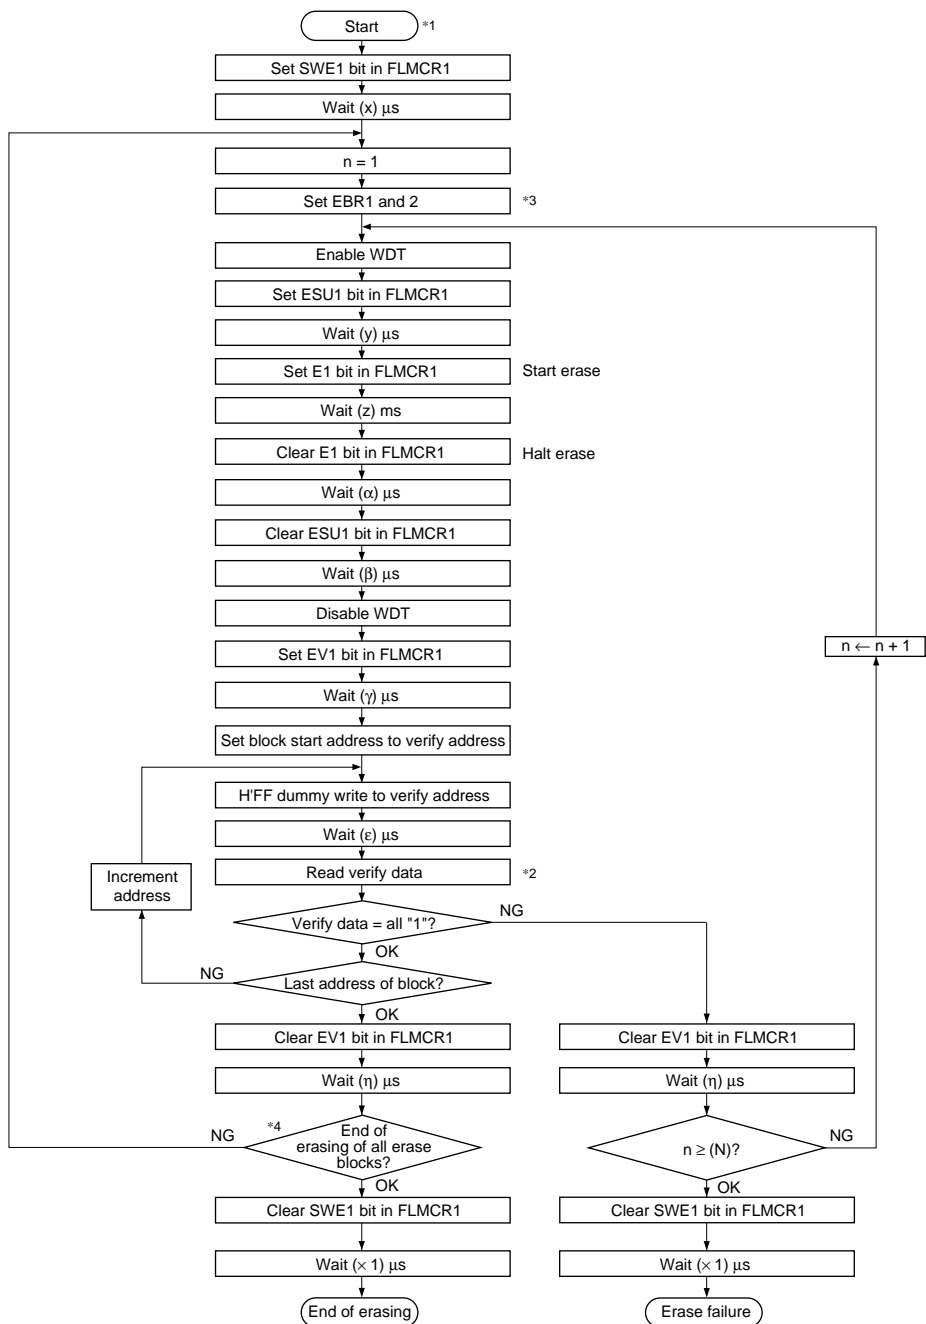 Start *1
Set SWE1 bit in FLMCR1
Wait (x) μs
n = 1
Set EBR1 and 2 *3
Enable WDT
Set ESU1 bit in FLMCR1
Wait (y) μs
Set E1 bit in FLMCR1 Start erase
Wait (z) ms
Clear E1 bit in FLMCR1 Halt erase
Wait (α) μs
Clear ESU1 bit in FLMCR1
Wait (β) μs
Disable WDT
Set EV1 bit in FLMCR1
n ← n + 1
Wait (γ) μs
Set block start address to verify address
H'FF dummy write to verify address
Wait (ε) μs
Read verify data *2
Increment
address
Verify data = all "1"? NG
OK
NG Last address of block?
OK
Clear EV1 bit in FLMCR1
Wait (η) μs
NG *4 End of
erasing of all erase
blocks?
OK
Clear SWE1 bit in FLMCR1
Wait (× 1) μs
End of erasing
Clear EV1 bit in FLMCR1
Wait (η) μs
n ≥ (N)? NG
OK
Clear SWE1 bit in FLMCR1
Wait (× 1) μs
Erase failure